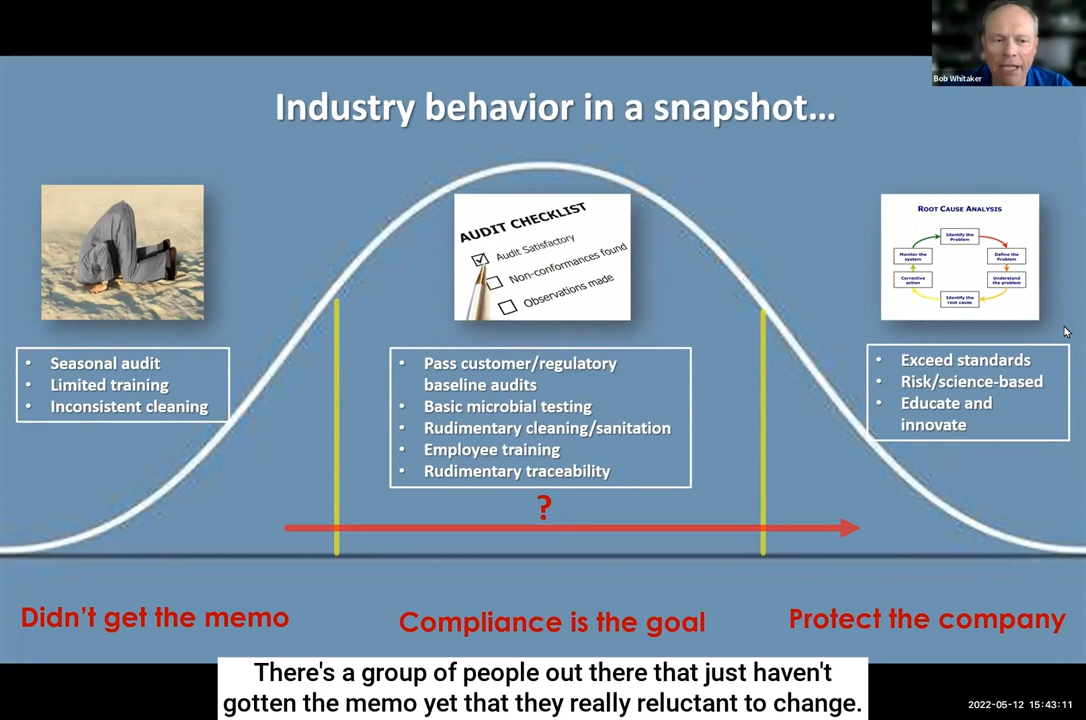 Bob Whitaker
Industry behavior in a snapshot...
AUDIT CHECKLIST
Audit Satisfactory
Non-conformances found
Observations made
ROOT CAUSE ANALYSIS
Identify the
Problem
Define the
Problem
Understand
the problem
Identify the
root cause
Corrective
action
Monitor the
system
• Seasonal audit
• Limited training
• Inconsistent cleaning
• Pass customer/regulatory
baseline audits
• Basic microbial testing
• Rudimentary cleaning/sanitation
• Employee training
• Rudimentary traceability
• Exceed standards
• Risk/science-based
• Educate and
innovate
?
Didn't get the memo
Compliance is the goal
Protect the company
There's a group of people out there that just haven't
gotten the memo yet that they really reluctant to change.
2022-05-12 15:43:11